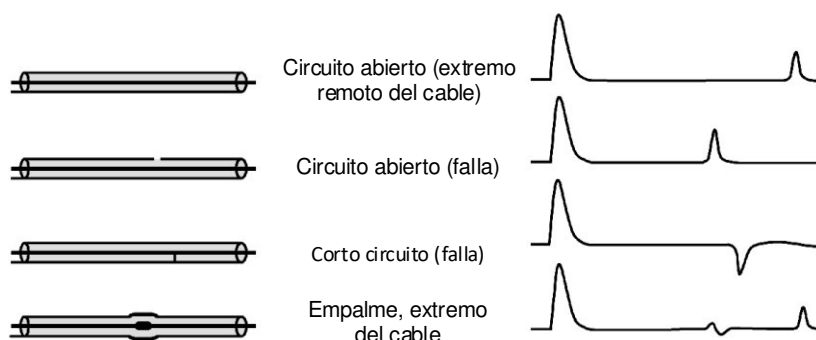 Circuito abierto (extremo
remoto del cable)
Circuito abierto (falla)
Corto circuito (falla)
Empalme, extremo
del cable